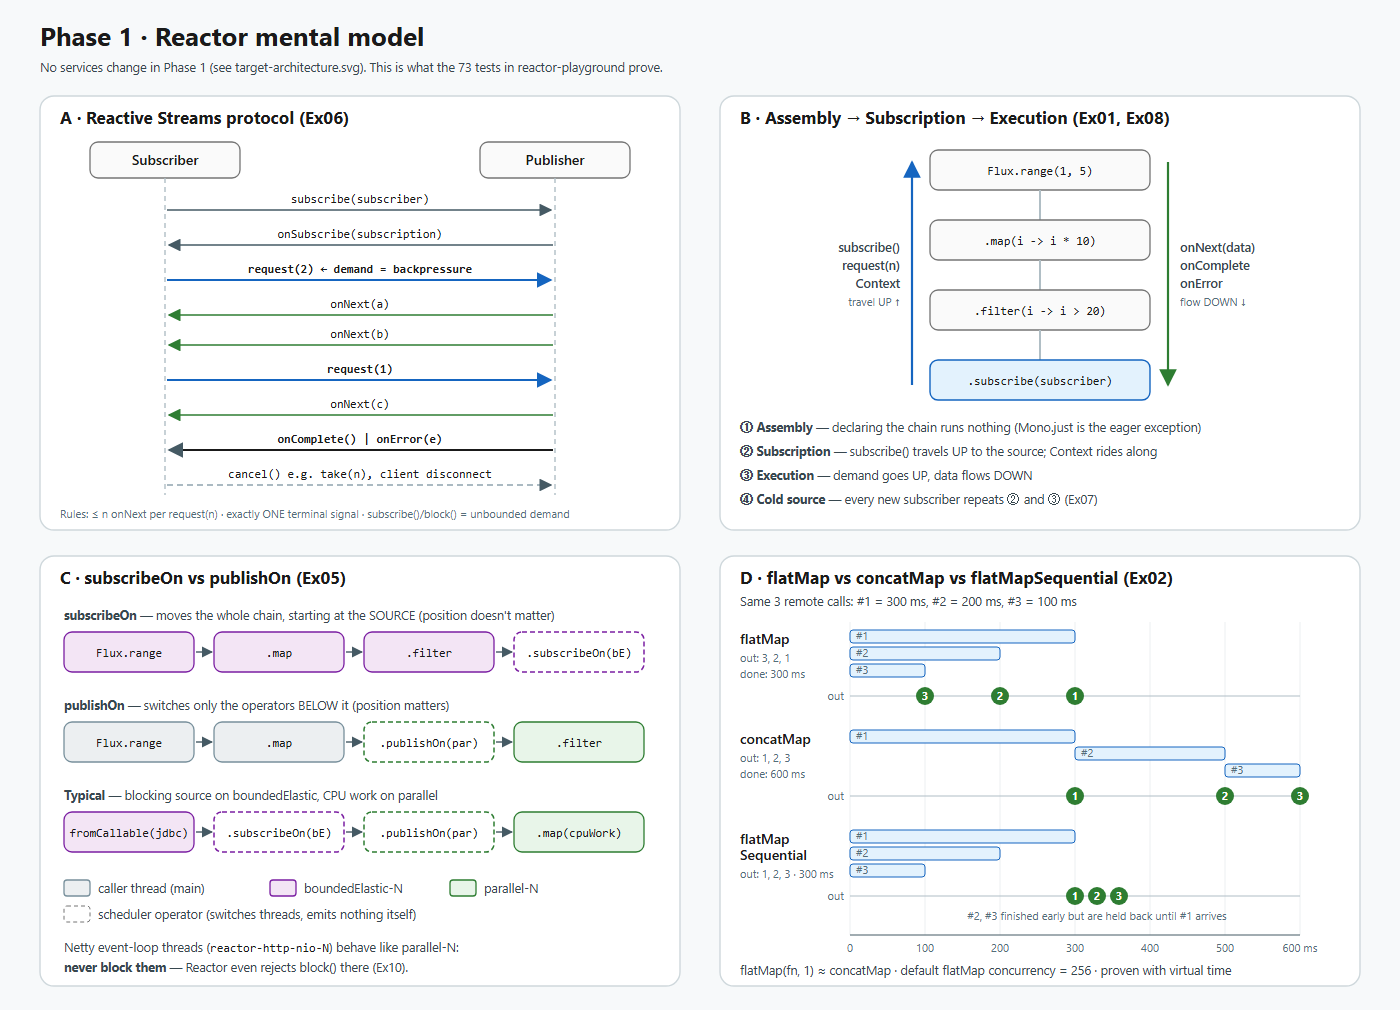 Phase 1 · Reactor mental model
No services change in Phase 1 (see target-architecture.svg). This is what the 73 tests in reactor-playground prove.
A · Reactive Streams protocol (Ex06)
Subscriber
Publisher
subscribe(subscriber)
onSubscribe(subscription)
request(2) ← demand = backpressure
onNext(a)
onNext(b)
request(1)
onNext(c)
onComplete() | onError(e)
cancel() e.g. take(n), client disconnect
Rules: ≤ n onNext per request(n) · exactly ONE terminal signal · subscribe()/block() = unbounded demand
B · Assembly → Subscription → Execution (Ex01, Ex08)
Flux.range(1, 5)
.map(i -> i * 10)
.filter(i -> i > 20)
.subscribe(subscriber)
subscribe()
request(n)
Context
travel UP ↑
onNext(data)
onComplete
onError
flow DOWN ↓
① Assembly — declaring the chain runs nothing (Mono.just is the eager exception)
② Subscription — subscribe() travels UP to the source; Context rides along
③ Execution — demand goes UP, data flows DOWN
④ Cold source — every new subscriber repeats ② and ③ (Ex07)
C · subscribeOn vs publishOn (Ex05)
subscribeOn — moves the whole chain, starting at the SOURCE (position doesn't matter)
Flux.range
.map
.filter
.subscribeOn(bE)
publishOn — switches only the operators BELOW it (position matters)
Flux.range
.map
.publishOn(par)
.filter
Typical — blocking source on boundedElastic, CPU work on parallel
fromCallable(jdbc)
.subscribeOn(bE)
.publishOn(par)
.map(cpuWork)
caller thread (main)
boundedElastic-N
parallel-N
scheduler operator (switches threads, emits nothing itself)
Netty event-loop threads (reactor-http-nio-N) behave like parallel-N:
never block them — Reactor even rejects block() there (Ex10).
D · flatMap vs concatMap vs flatMapSequential (Ex02)
Same 3 remote calls: #1 = 300 ms, #2 = 200 ms, #3 = 100 ms
flatMap
out: 3, 2, 1
done: 300 ms
#1
#2
#3
out
3
2
1
concatMap
out: 1, 2, 3
done: 600 ms
#1
#2
#3
out
1
2
3
flatMap
Sequential
out: 1, 2, 3 · 300 ms
#1
#2
#3
out
1
2
3
#2, #3 finished early but are held back until #1 arrives
0
100
200
300
400
500
600 ms
flatMap(fn, 1) ≈ concatMap · default flatMap concurrency = 256 · proven with virtual time